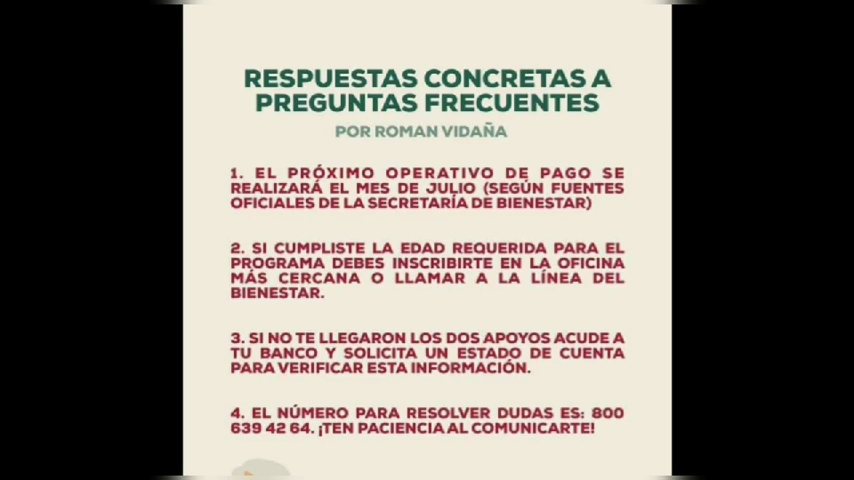 RESPUESTAS CONCRETAS A
PREGUNTAS FRECUENTES
POR ROMAN VIDAÑA
1. EL PRÓXIMO OPERATIVO DE PAGO SE
REALIZARÁ EL MES DE JULIO (SEGÚN FUENTES
OFICIALES DE LA SECRETARÍA DE BIENESTAR)
2. SI CUMPLISTE LA EDAD REQUERIDA PARA EL
PROGRAMA DEBES INSCRIBIRTE EN LA OFICINA
MÁS CERCANA O LLAMAR A LA LÍNEA DEL
BIENESTAR.
3. SI NO TE LLEGARON LOS DOS APOYOS ACUDE A
TU BANCO Y SOLICITA UN ESTADO DE CUENTA
PARA VERIFICAR ESTA INFORMACIÓN.
4. EL NÚMERO PARA RESOLVER DUDAS ES: 800
639 42 64. ¡TEN PACIENCIA AL COMUNICARTE!